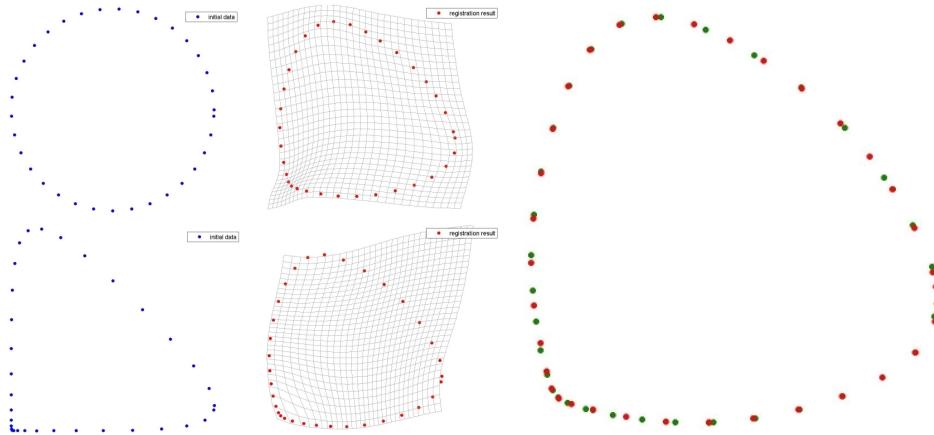 initial data
registration result
initial data
registration result